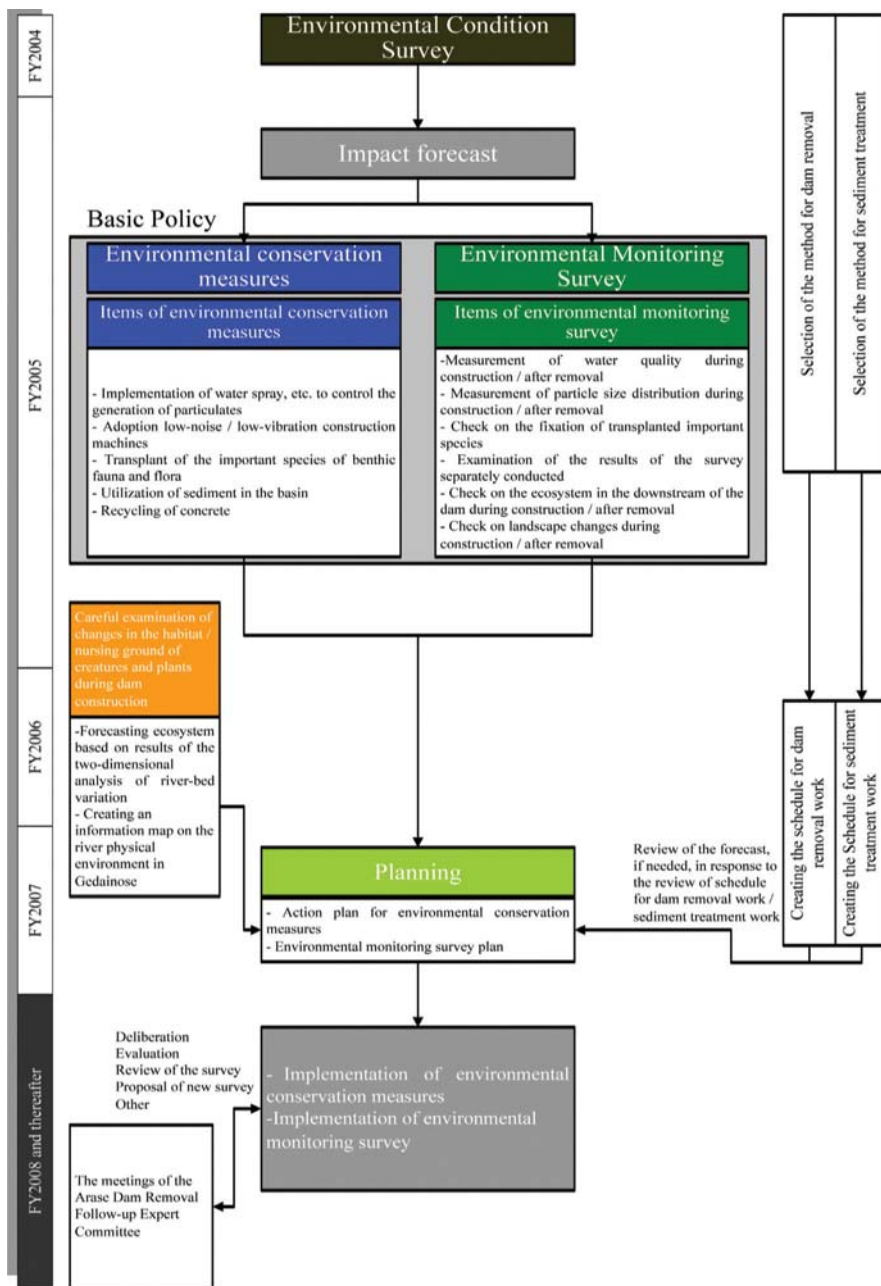 FY2004
FY2005
FY2006
FY2007
FY2008 and thereafter
Environmental Condition
Survey
Impact forecast
Basic Policy
Environmental conservation
measures
Items of environmental conservation
measures
- Implementation of water spray, etc. to control the
generation of particulates
- Adoption low-noise / low-vibration construction
machines
- Transplant of the important species of benthic
fauna and flora
- Utilization of sediment in the basin
- Recycling of concrete
Environmental Monitoring
Survey
Items of environmental monitoring
survey
-Measurement of water quality during
construction / after removal
- Measurement of particle size distribution during
construction / after removal
- Check on the fixation of transplanted important
species
- Examination of the results of the survey
separately conducted
- Check on the ecosystem in the downstream of the
dam during construction / after removal
- Check on landscape changes during
construction / after removal
Selection of the method for dam removal
Selection of the method for sediment treatment
Careful examination of
changes in the habitat /
nursing ground of
creatures and plants
during dam
construction
-Forecasting ecosystem
based on results of the
two-dimensional
analysis of river-bed
variation
- Creating an
information map on the
river physical
environment in
Gedainose
Planning
- Action plan for environmental conservation
measures
- Environmental monitoring survey plan
Review of the forecast,
if needed, in response to
the review of schedule
for dam removal work /
sediment treatment work
Creating the schedule for dam
removal work
Creating the Schedule for sediment
treatment work
Deliberation
Evaluation
Review of the survey
Proposal of new survey
Other
- Implementation of environmental
conservation measures
-Implementation of environmental
monitoring survey
The meetings of the
Arase Dam Removal
Follow-up Expert
Committee